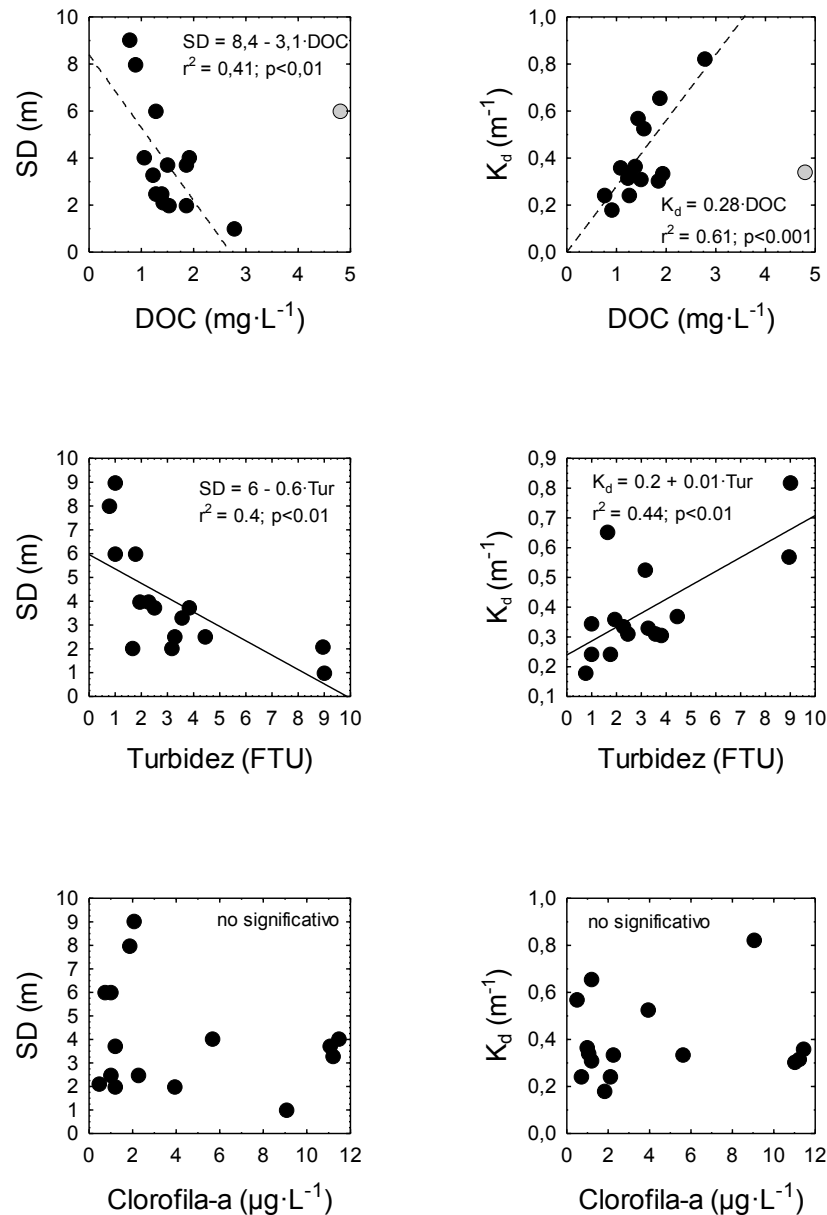 10
8
6
4
2
0
SD (m)
SD = 8,4 - 3,1·DOC
r² = 0,41; p<0,01
0 1 2 3 4 5
DOC (mg·L⁻¹)
1,0
0,8
0,6
0,4
0,2
0,0
K_d (m⁻¹)
K_d = 0.28·DOC
r² = 0.61; p<0.001
0 1 2 3 4 5
DOC (mg·L⁻¹)
10
9
8
7
6
5
4
3
2
1
0
SD (m)
SD = 6 - 0.6·Tur
r² = 0.4; p<0.01
0 1 2 3 4 5 6 7 8 9 10
Turbidez (FTU)
0,9
0,8
0,7
0,6
0,5
0,4
0,3
0,2
0,1
K_d (m⁻¹)
K_d = 0.2 + 0.01·Tur
r² = 0.44; p<0.01
0 1 2 3 4 5 6 7 8 9 10
Turbidez (FTU)
10
9
8
7
6
5
4
3
2
1
0
SD (m)
no significativo
0 2 4 6 8 10 12
Clorofila-a (µg·L⁻¹)
1,0
0,8
0,6
0,4
0,2
0,0
K_d (m⁻¹)
no significativo
0 2 4 6 8 10 12
Clorofila-a (µg·L⁻¹)